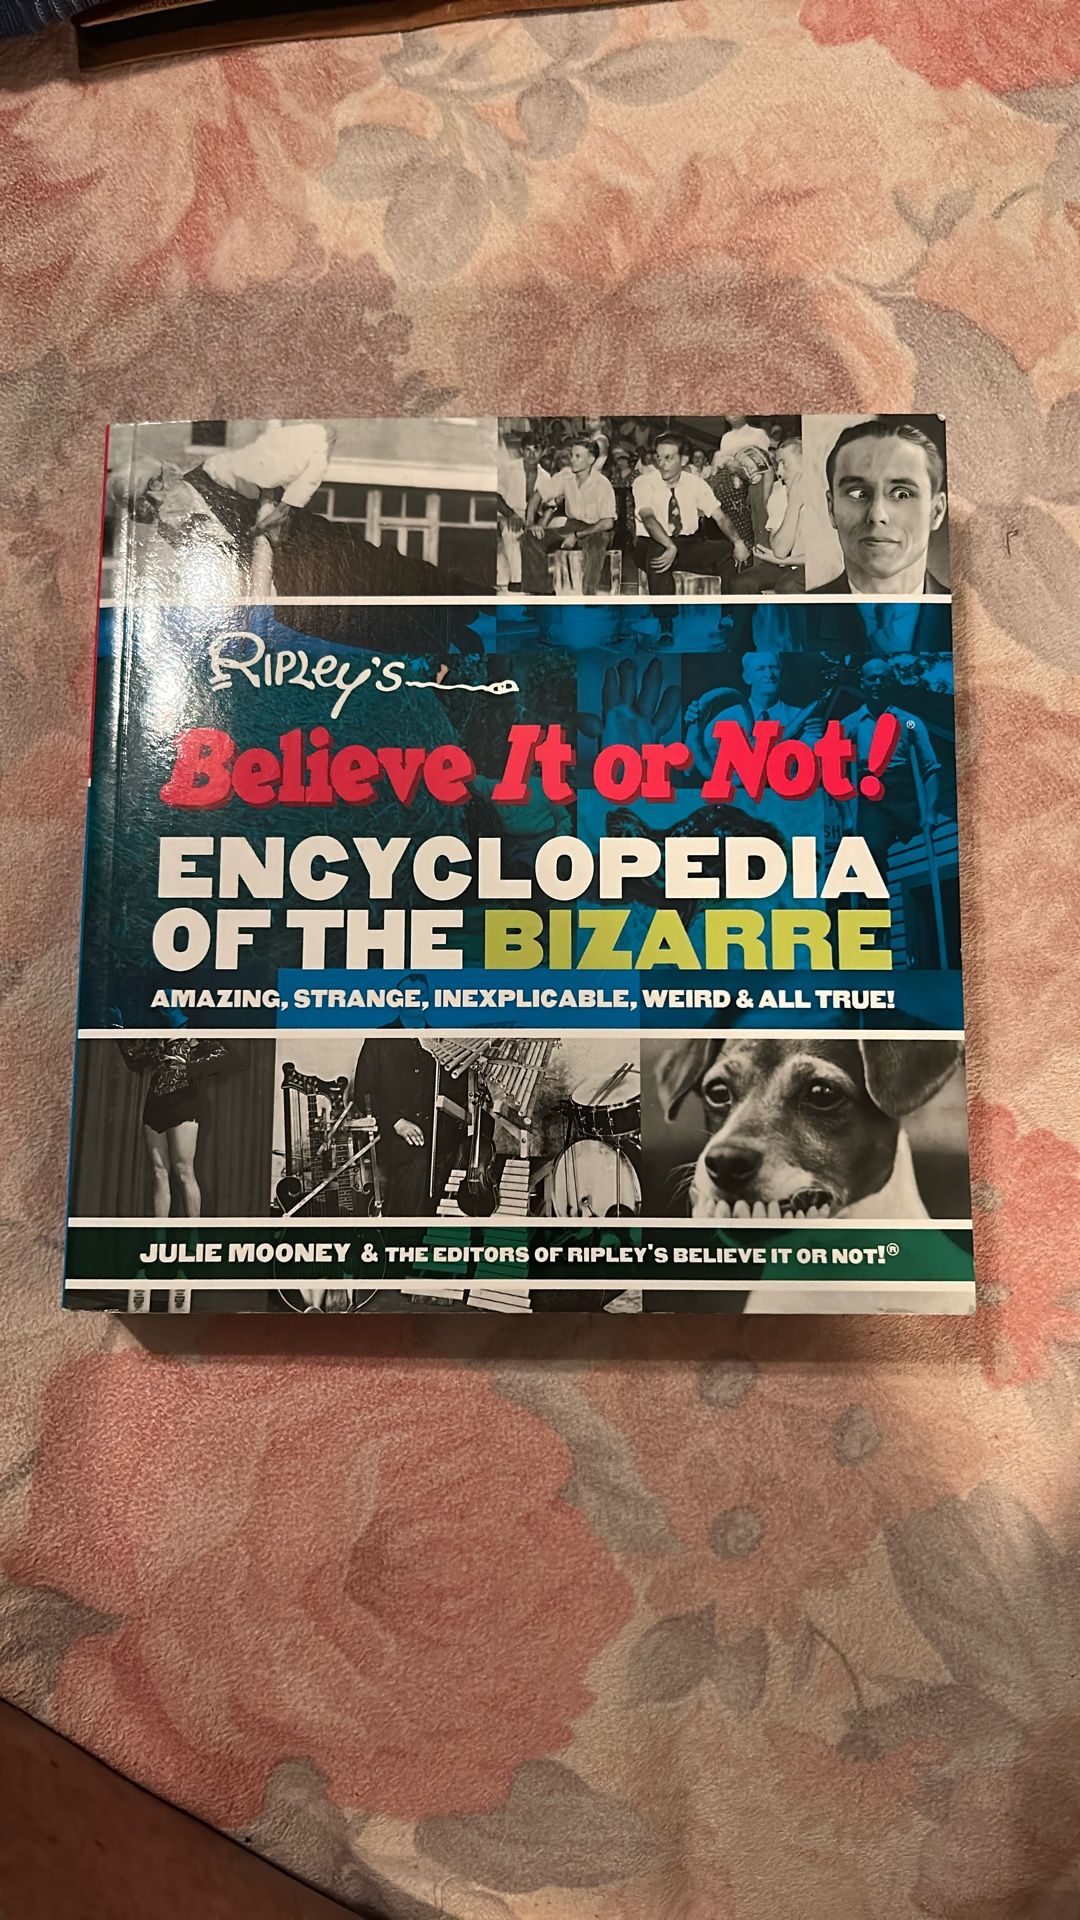 Ripley's
Believe It or Not!®
ENCYCLOPEDIA
OF THE BIZARRE
AMAZING, STRANGE, INEXPLICABLE, WEIRD & ALL TRUE!
JULIE MOONEY & THE EDITORS OF RIPLEY'S BELIEVE IT OR NOT!®